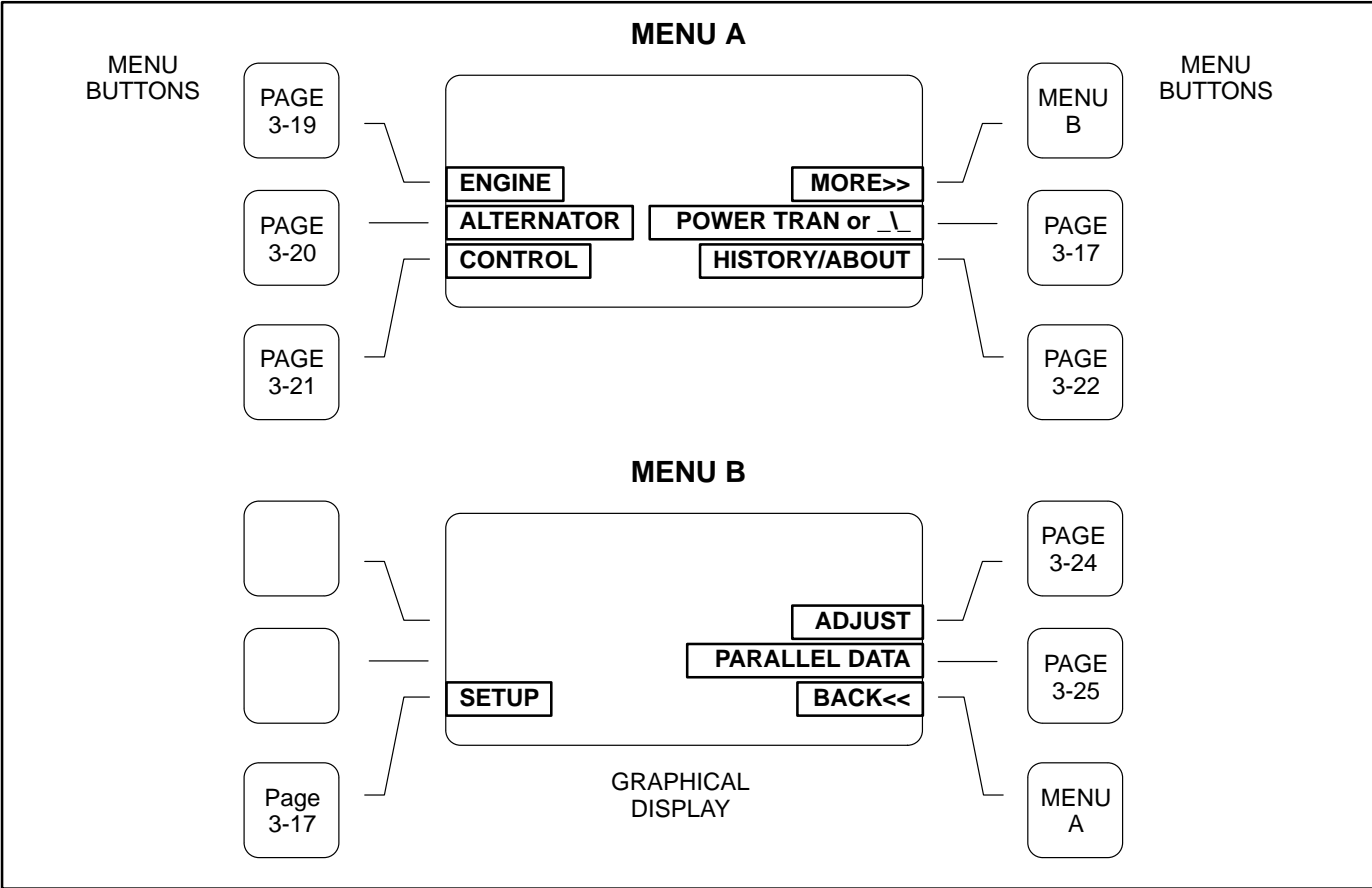 MENU A
MENU
BUTTONS
MENU
BUTTONS
PAGE
3-19
MENU
B
ENGINE
MORE>>
PAGE
3-20
ALTERNATOR
POWER TRAN or _\_
PAGE
3-17
CONTROL
HISTORY/ABOUT
PAGE
3-21
PAGE
3-22
MENU B
PAGE
3-24
ADJUST
PARALLEL DATA
PAGE
3-25
SETUP
BACK<<
Page
3-17
GRAPHICAL
DISPLAY
MENU
A